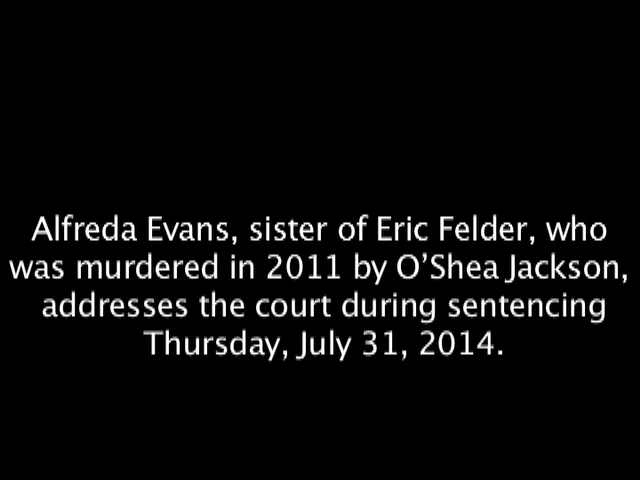 Alfreda Evans, sister of Eric Felder, who
was murdered in 2011 by O’Shea Jackson,
addresses the court during sentencing
Thursday, July 31, 2014.